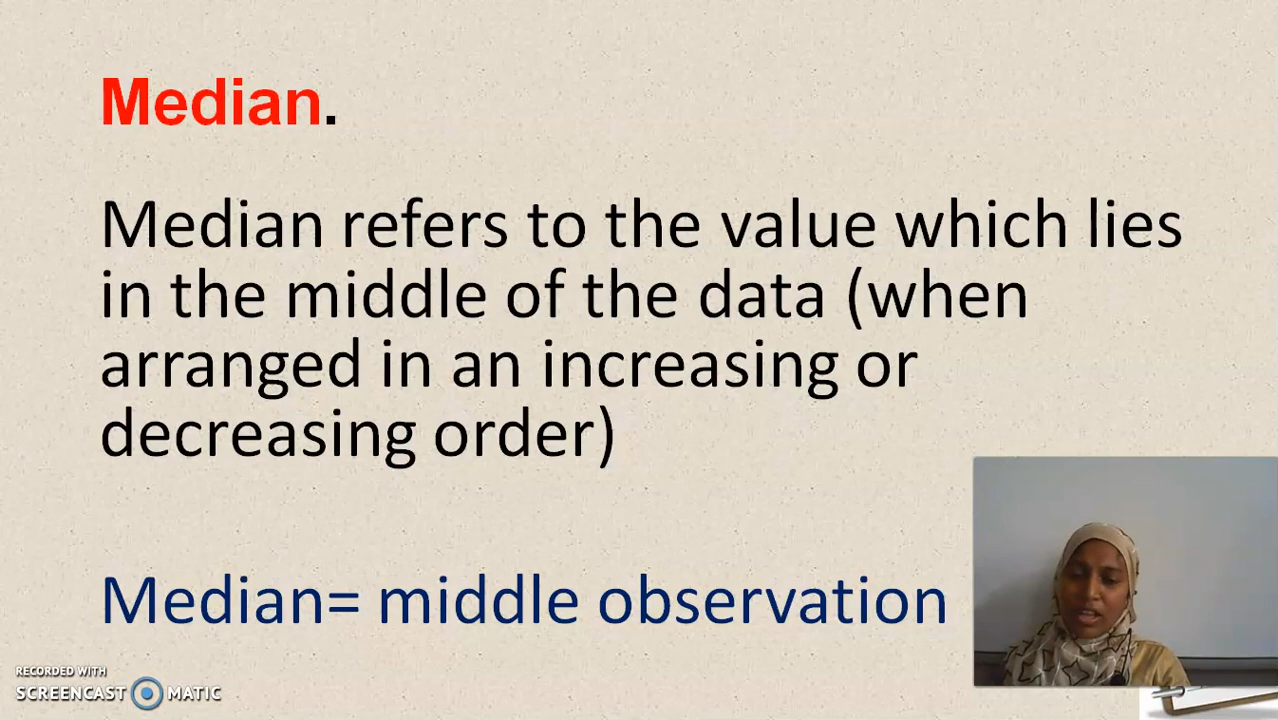 Median.
Median refers to the value which lies
in the middle of the data (when
arranged in an increasing or
decreasing order)
Median= middle observation
RECORDED WITH
SCREENCAST MATIC